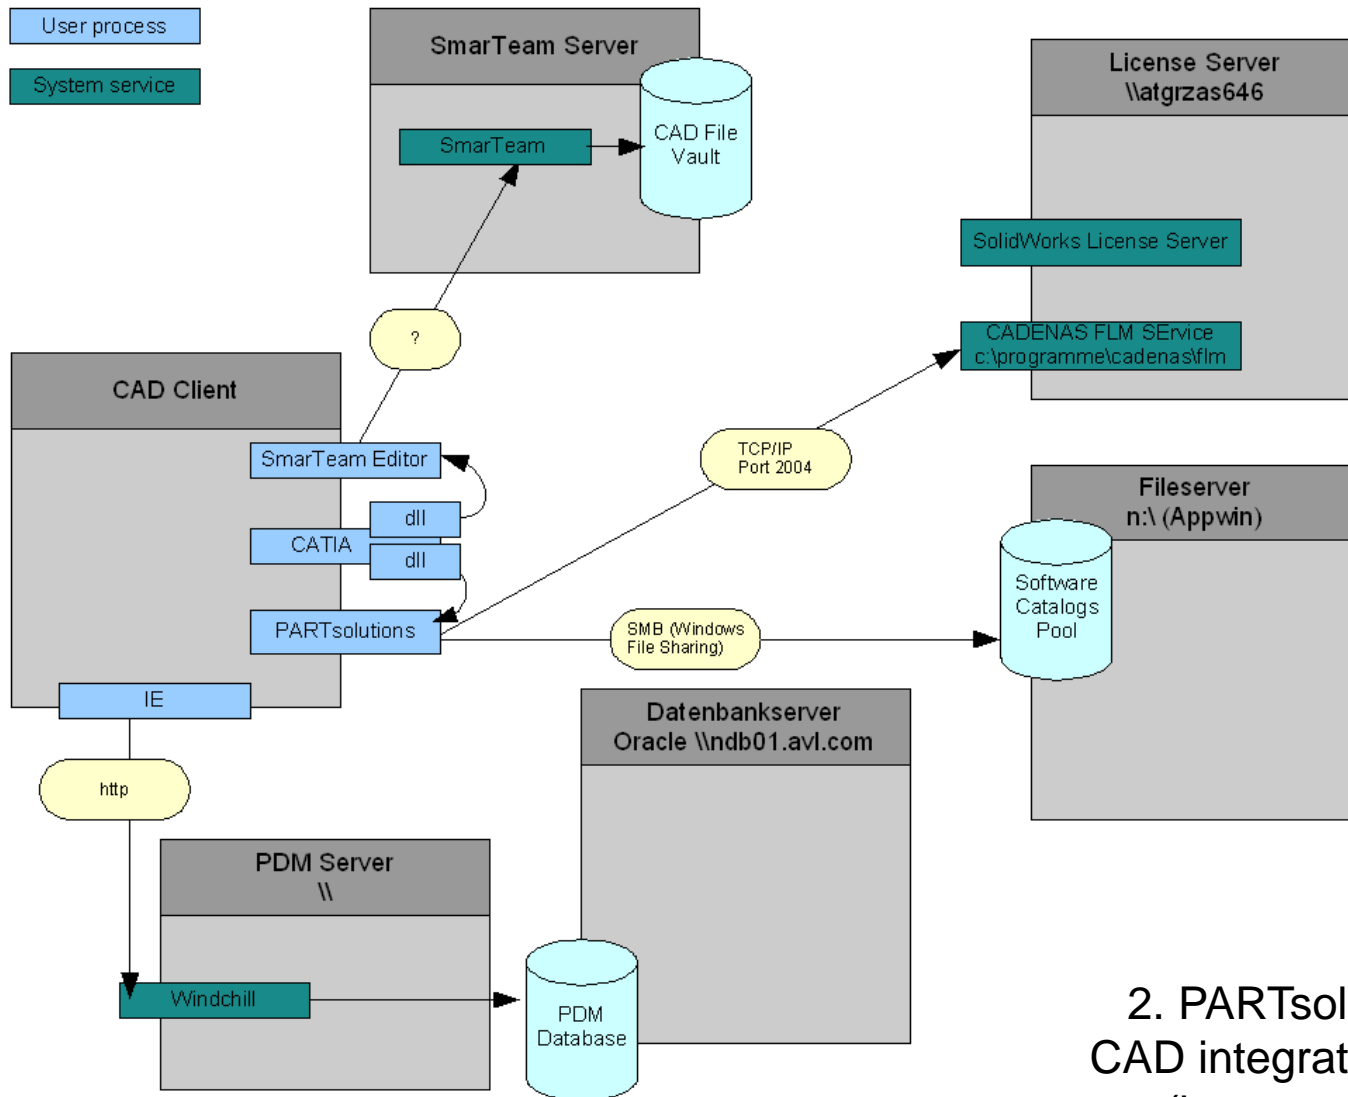 User process
System service
SmarTeam Server
SmarTeam
CAD File
Vault
License Server
\\atgrzas646
SolidWorks License Server
CADENAS FLM SErvice
c:\programme\cadenas\flm
?
CAD Client
SmarTeam Editor
dll
CATIA
dll
PARTsolutions
IE
TCP/IP
Port 2004
SMB (Windows
File Sharing)
Fileserver
n:\ (Appwin)
Software
Catalogs
Pool
Datenbankserver
Oracle \\ndb01.avl.com
http
PDM Server
\\
Windchill
PDM
Database
2. PARTsol
CAD integrat